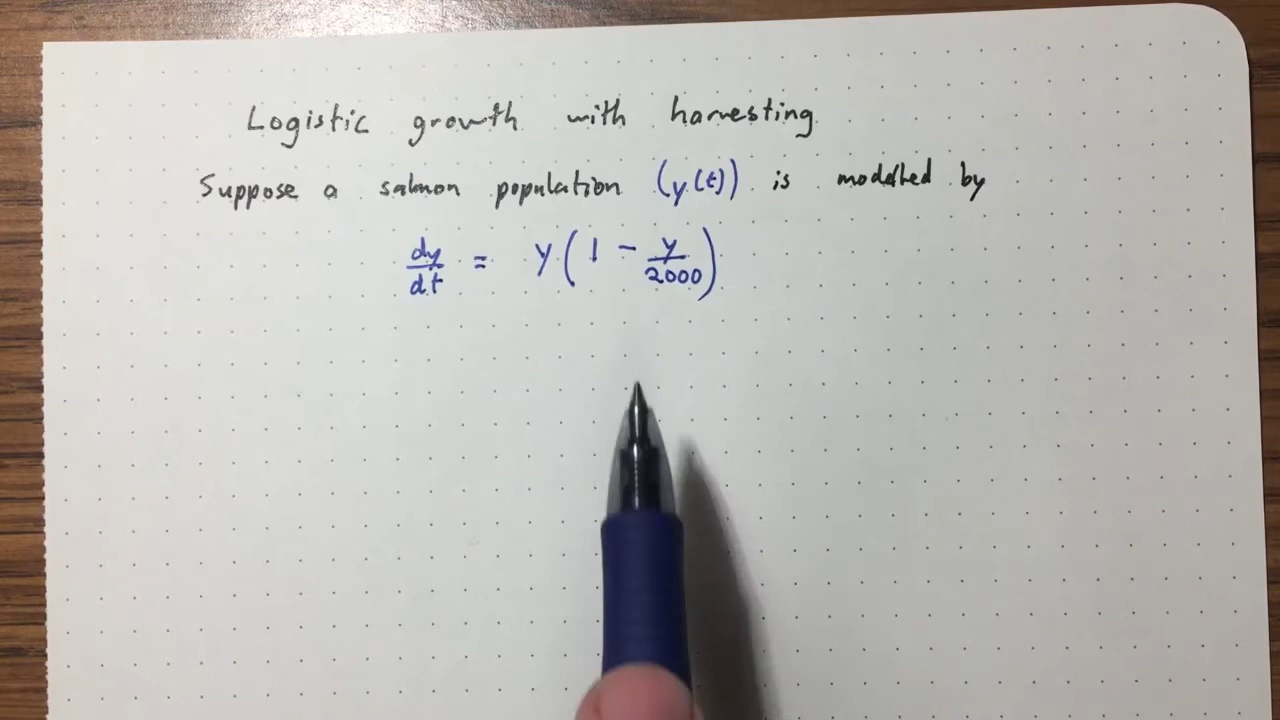 Logistic growth with harvesting
Suppose a salmon population (y(t)) is modelled by
dy/dt = y(1 - y/2000)